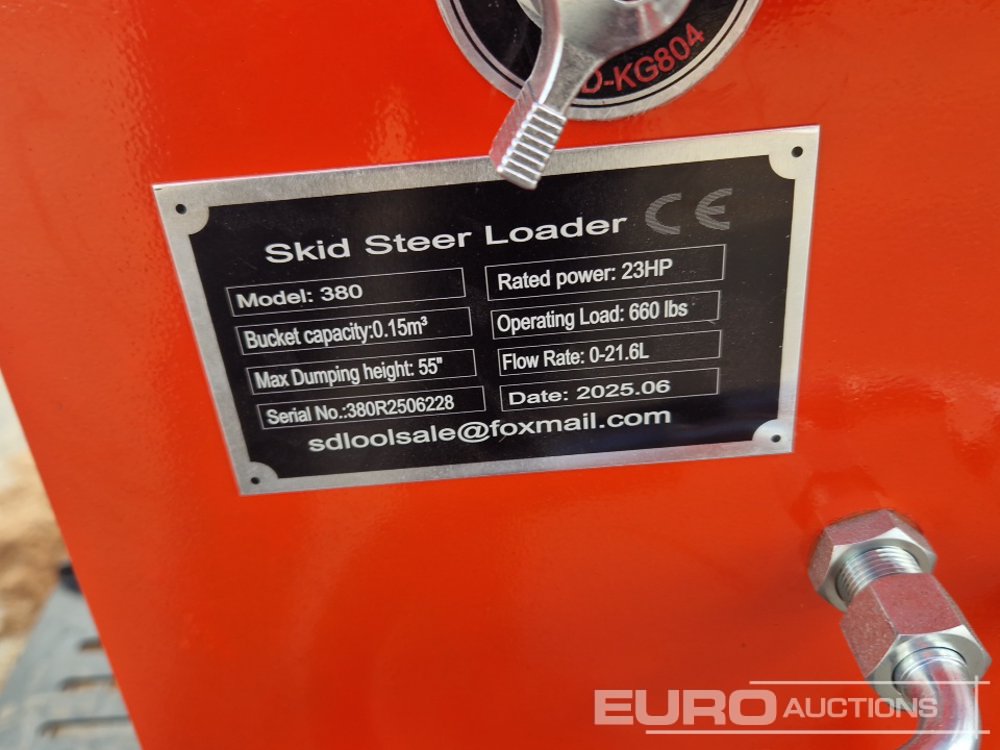 D-KG804
Skid Steer Loader CE
Model: 380
Rated power: 23HP
Bucket capacity:0.15m³
Operating Load: 660 lbs
Max Dumping height: 55"
Flow Rate: 0-21.6L
Serial No.:380R2506228
Date: 2025.06
sdloolsale@foxmail.com
EURO AUCTIONS